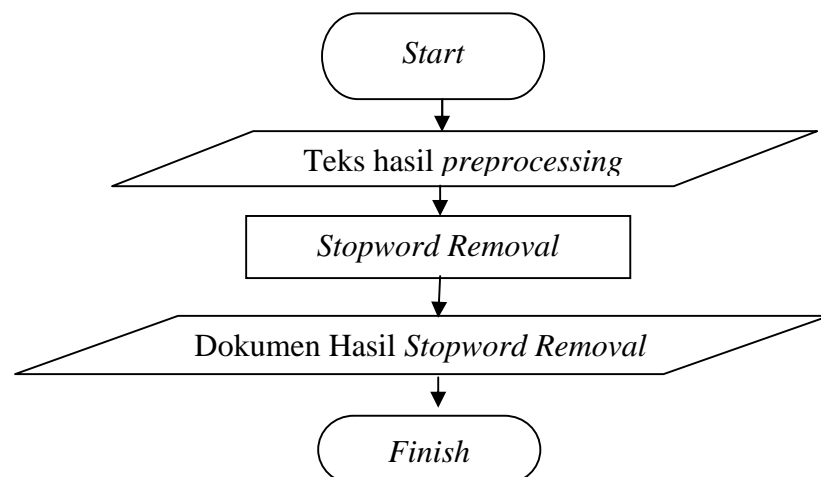 Start
Teks hasil preprocessing
Stopword Removal
Dokumen Hasil Stopword Removal
Finish